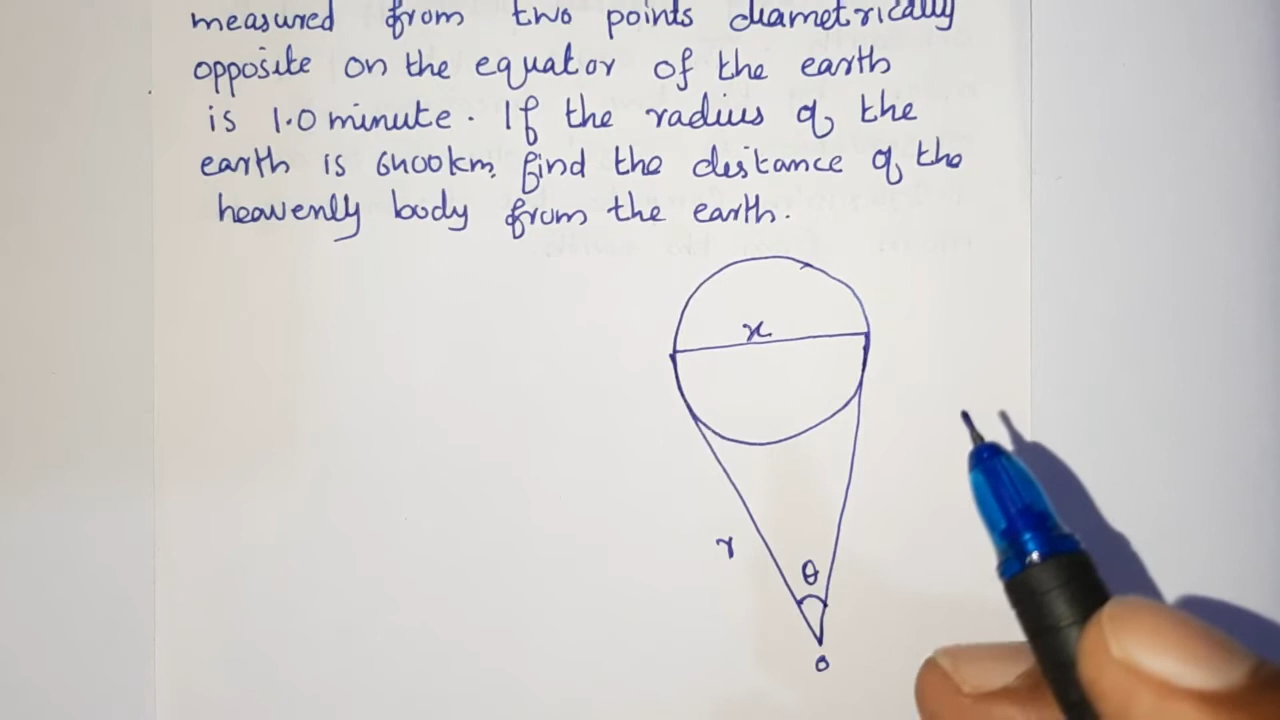 measured from two points diametrically
opposite on the equator of the earth
is 1.0 minute. If the radius of the
earth is 6400km, find the distance of the
heavenly body from the earth.
x
r
θ
o